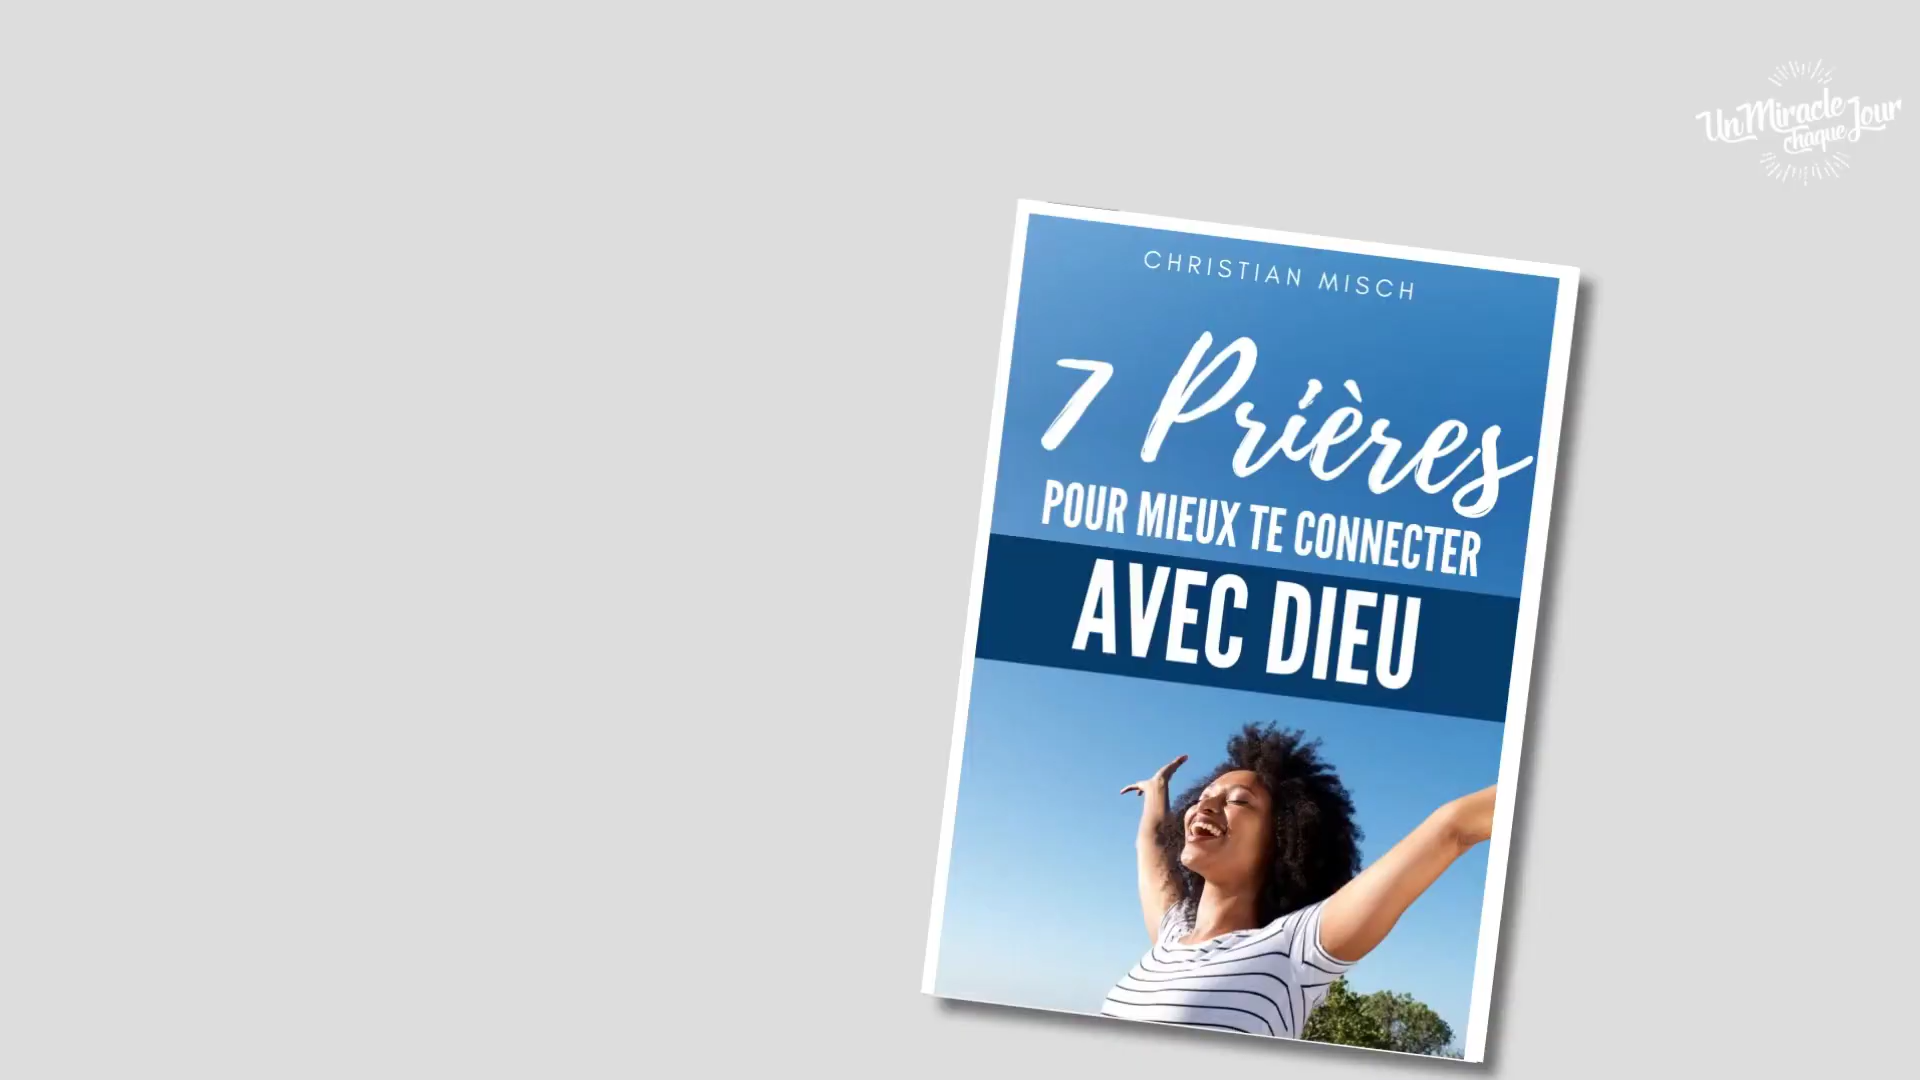 Un Miracle
chaque Jour
CHRISTIAN MISCH
7 Prières
POUR MIEUX TE CONNECTER
AVEC DIEU